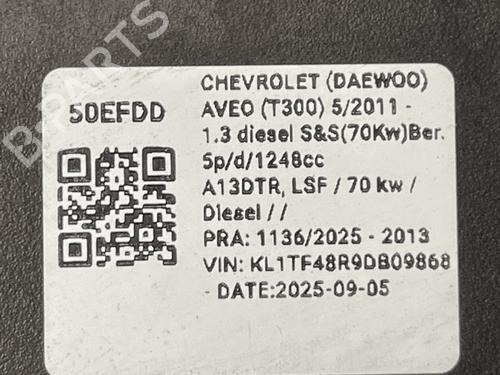 B-PARTS
50EFDD
CHEVROLET (DAEWOO)
AVEO (T300) 5/2011 -
1.3 diesel S&S(70Kw)Ber.
5p/d/1248cc
A13DTR, LSF / 70 kw /
Diesel / /
PRA: 1136/2025 - 2013
VIN: KL1TF48R9DB09868
- DATE:2025-09-05